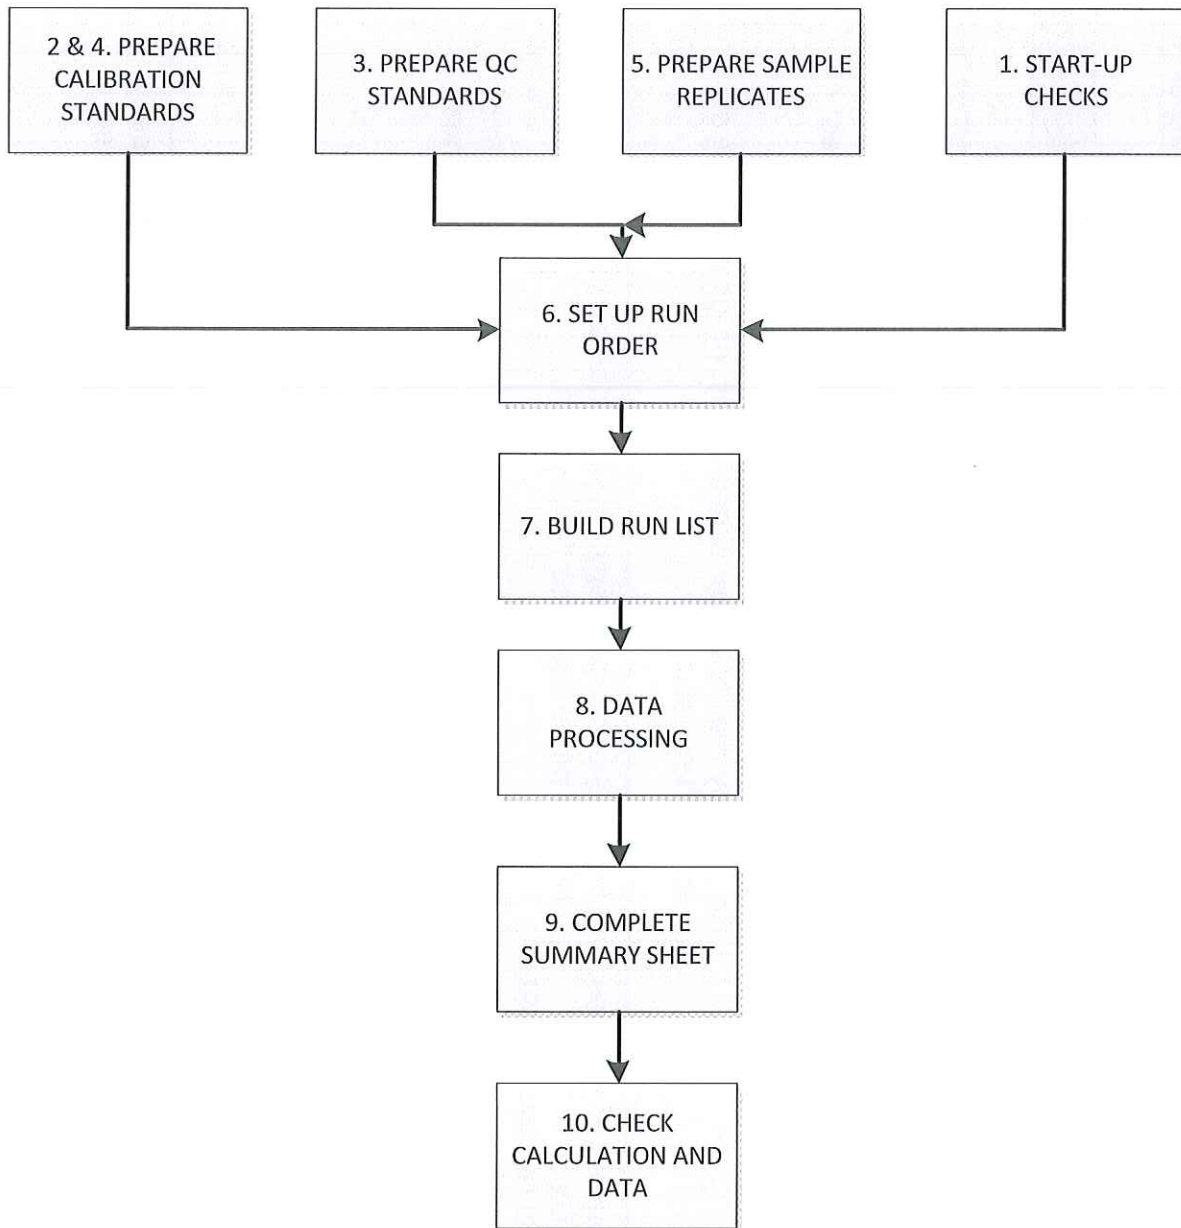 2 & 4. PREPARE
CALIBRATION
STANDARDS
3. PREPARE QC
STANDARDS
5. PREPARE SAMPLE
REPLICATES
1. START-UP
CHECKS
6. SET UP RUN
ORDER
7. BUILD RUN LIST
8. DATA
PROCESSING
9. COMPLETE
SUMMARY SHEET
10. CHECK
CALCULATION AND
DATA